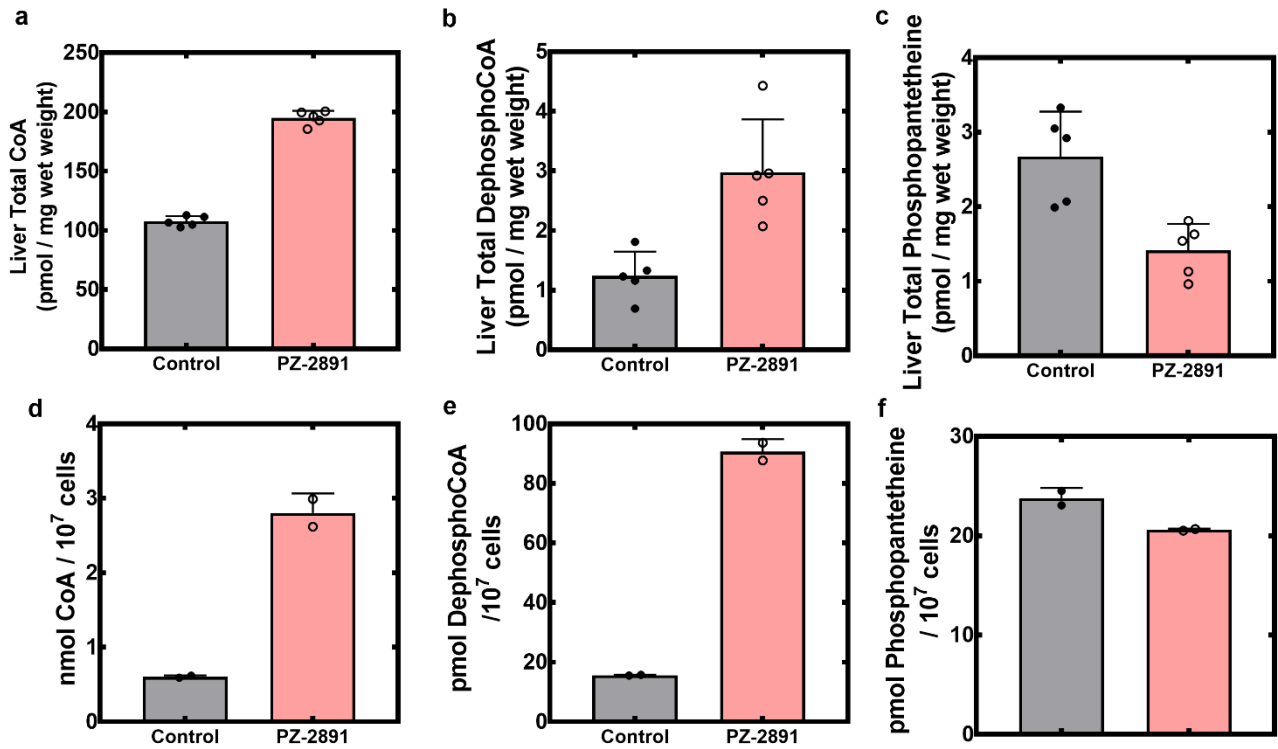 a
Liver Total CoA
(pmol / mg wet weight)
250
200
150
100
50
0
Control
PZ-2891
b
Liver Total DephosphoCoA
(pmol / mg wet weight)
5
4
3
2
1
0
Control
PZ-2891
c
Liver Total Phosphopantetheine
(pmol / mg wet weight)
4
3
2
1
0
Control
PZ-2891
d
nmol CoA / 10⁷ cells
4
3
2
1
0
Control
PZ-2891
e
pmol DephosphoCoA
/10⁷ cells
100
80
60
40
20
0
Control
PZ-2891
f
pmol Phosphopantetheine
/ 10⁷ cells
30
20
10
0